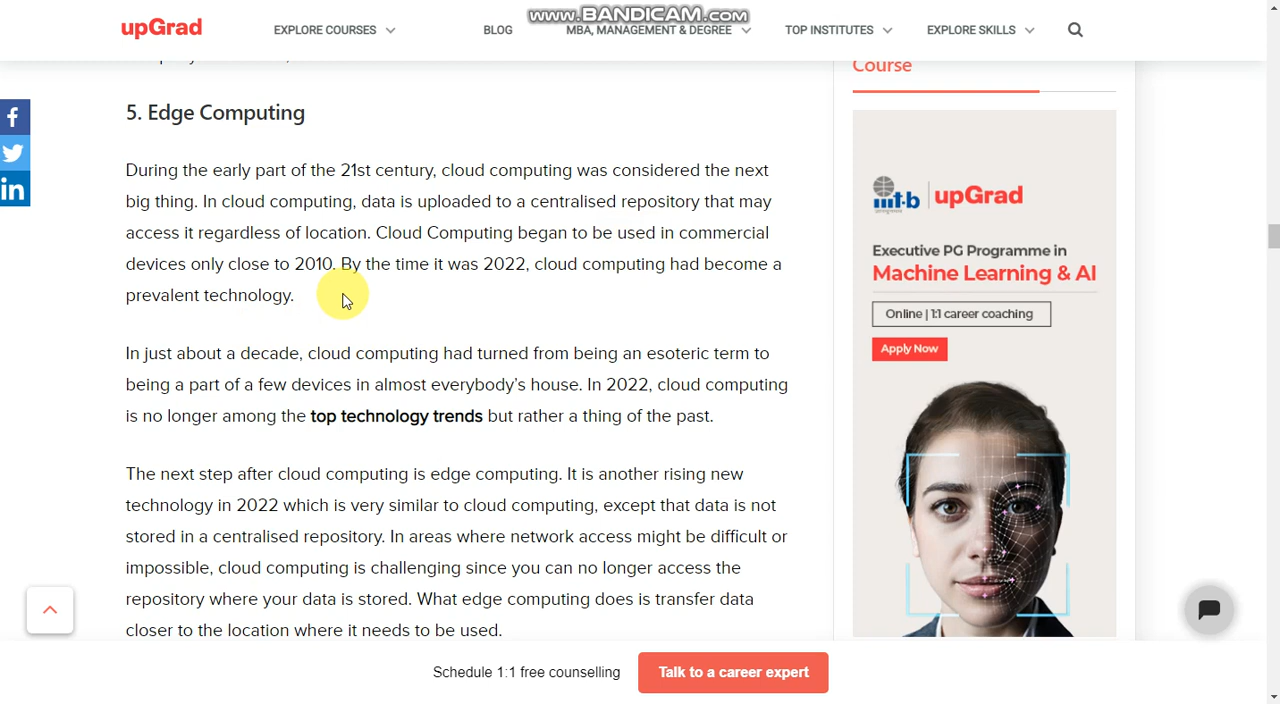 www.BANDICAM.com
upGrad
EXPLORE COURSES
BLOG
MBA, MANAGEMENT & DEGREE
TOP INSTITUTES
EXPLORE SKILLS
Course
5. Edge Computing
During the early part of the 21st century, cloud computing was considered the next
big thing. In cloud computing, data is uploaded to a centralised repository that may
access it regardless of location. Cloud Computing began to be used in commercial
devices only close to 2010. By the time it was 2022, cloud computing had become a
prevalent technology.
In just about a decade, cloud computing had turned from being an esoteric term to
being a part of a few devices in almost everybody’s house. In 2022, cloud computing
is no longer among the top technology trends but rather a thing of the past.
The next step after cloud computing is edge computing. It is another rising new
technology in 2022 which is very similar to cloud computing, except that data is not
stored in a centralised repository. In areas where network access might be difficult or
impossible, cloud computing is challenging since you can no longer access the
repository where your data is stored. What edge computing does is transfer data
closer to the location where it needs to be used.
iiit-b
upGrad
Executive PG Programme in
Machine Learning & AI
Online | 1:1 career coaching
Apply Now
Schedule 1:1 free counselling
Talk to a career expert